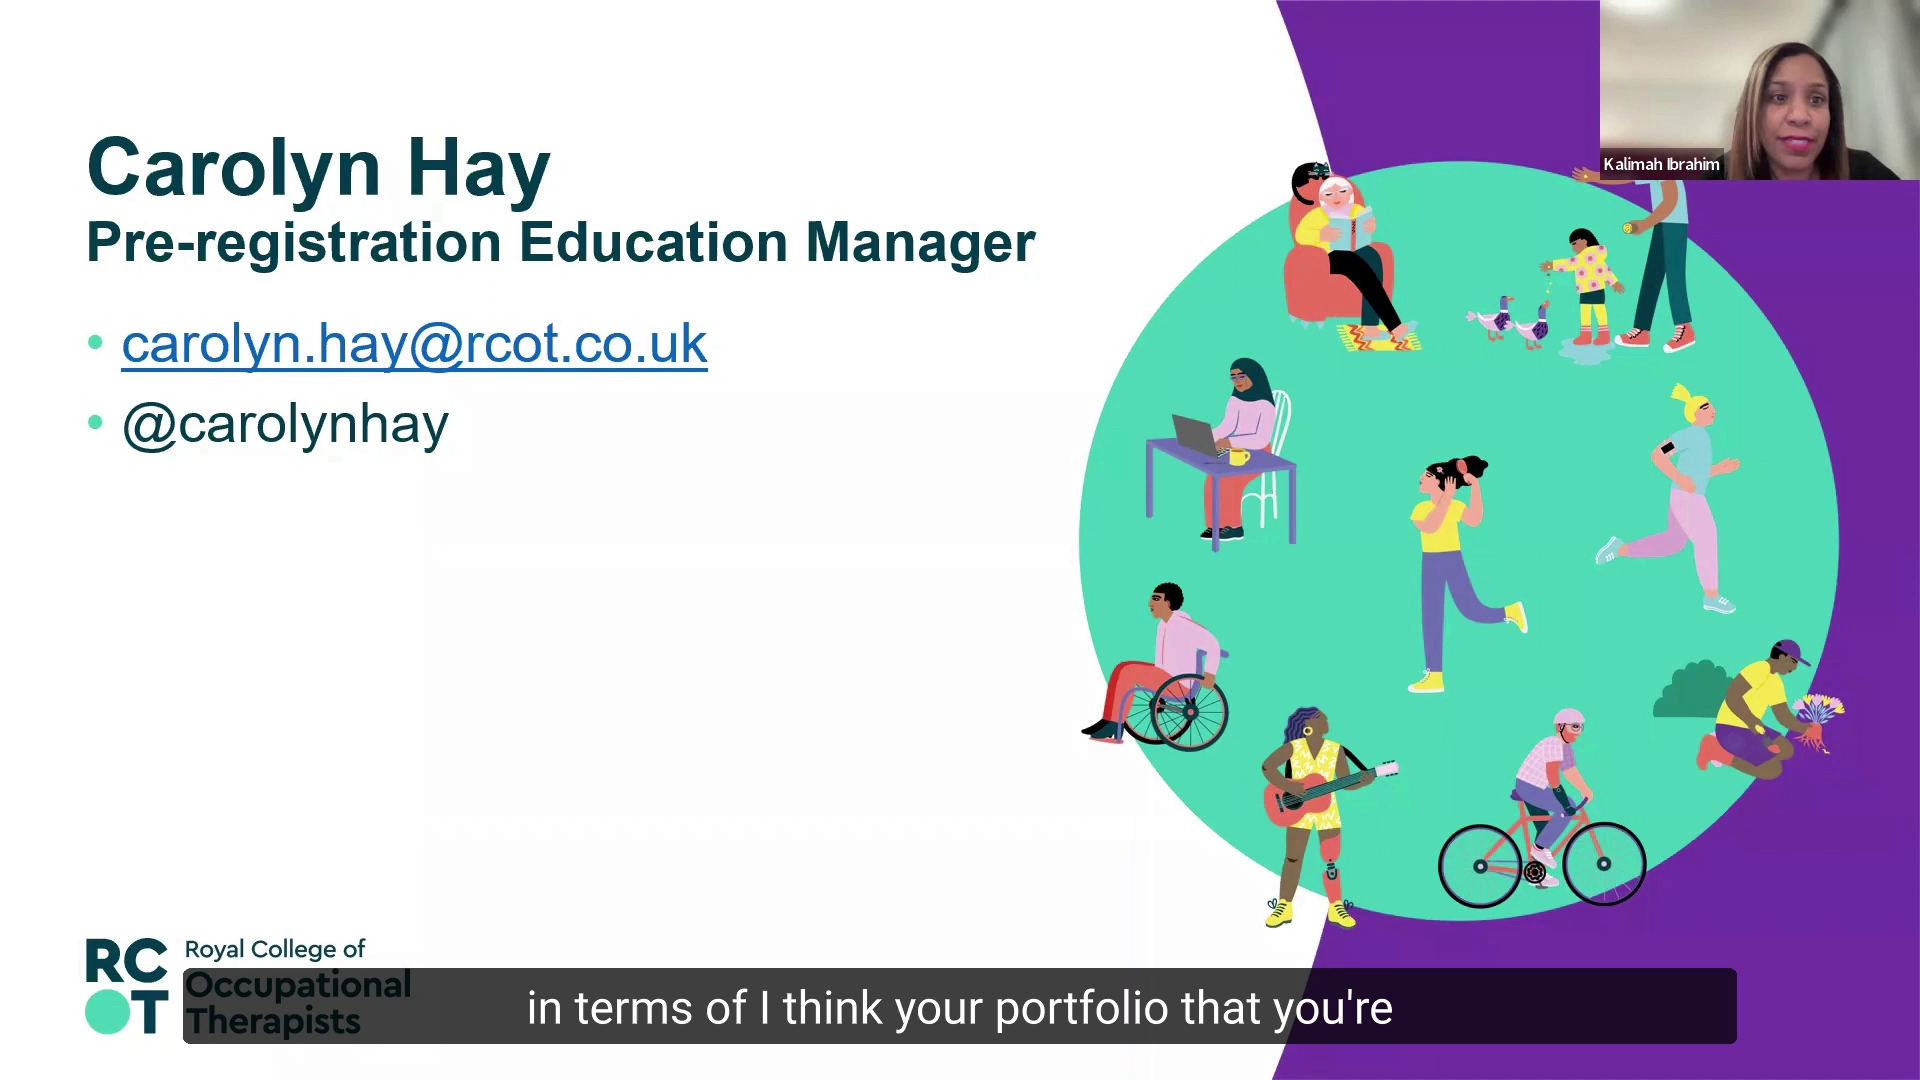 Carolyn Hay
Pre-registration Education Manager
carolyn.hay@rcot.co.uk
@carolynhay
Kalimah Ibrahim
RC
OT
Royal College of
Occupational
Therapists
in terms of I think your portfolio that you're